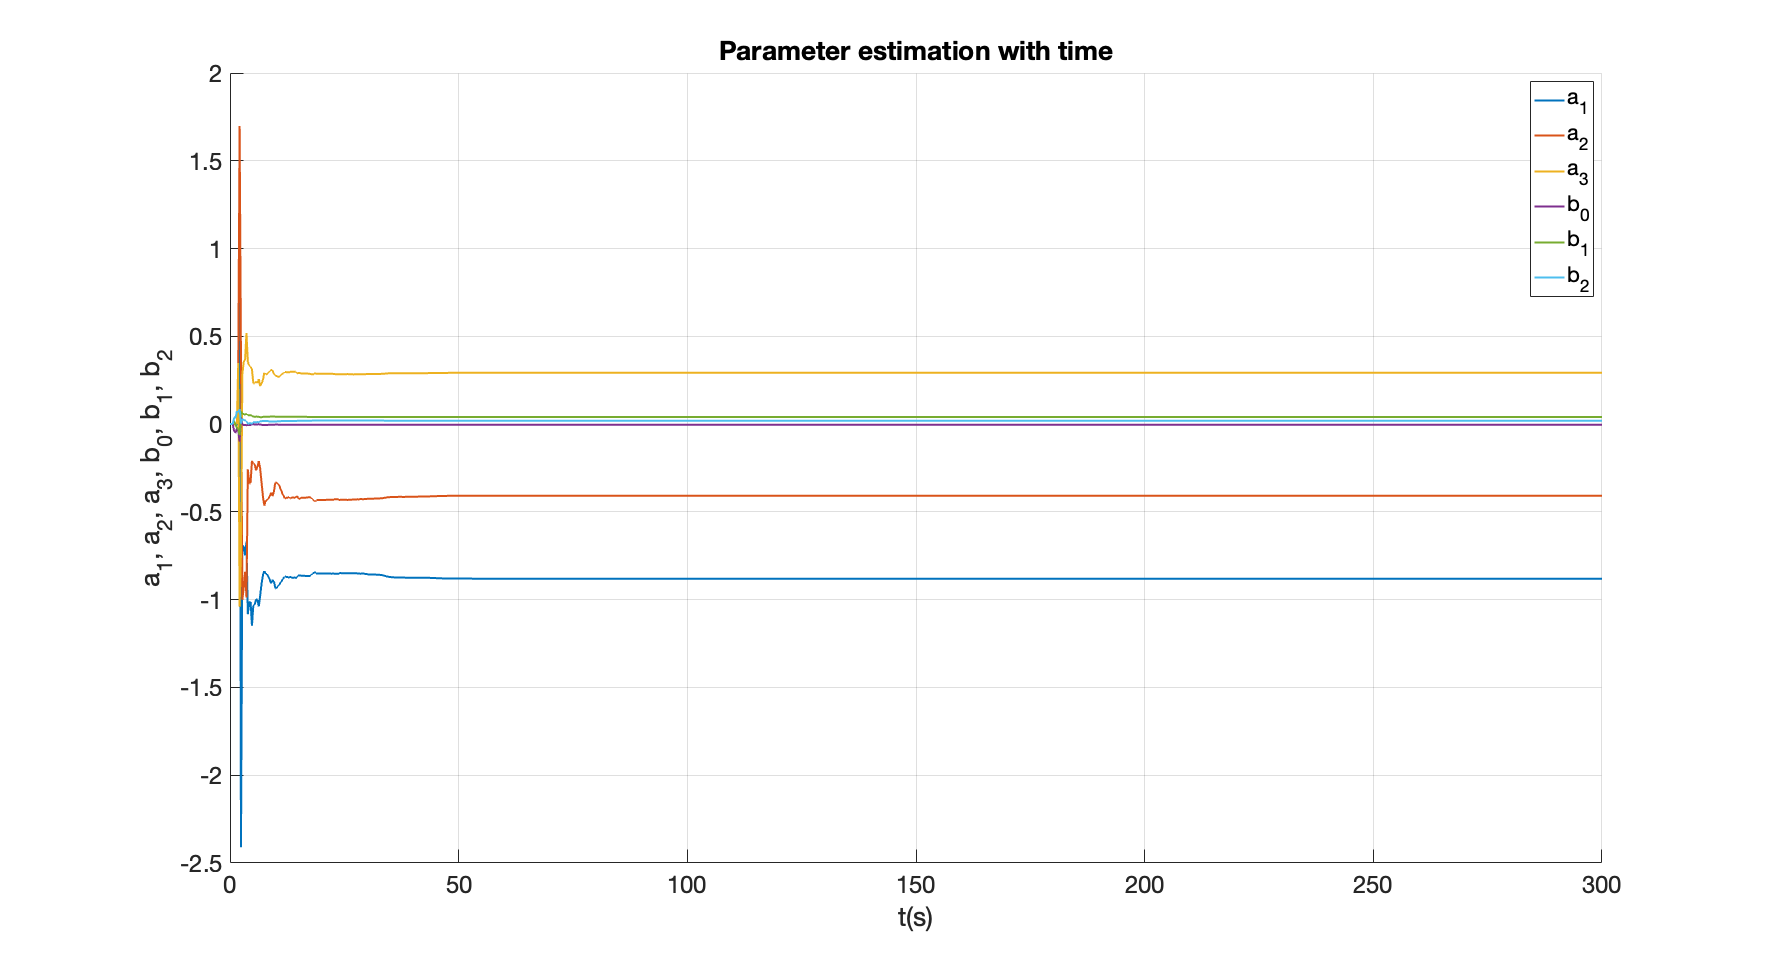 Parameter estimation with time
2
1.5
1
0.5
0
-0.5
-1
-1.5
-2
-2.5
a₁, a₂, a₃, b₀, b₁, b₂
a₁
a₂
a₃
b₀
b₁
b₂
0 50 100 150 200 250 300
t(s)